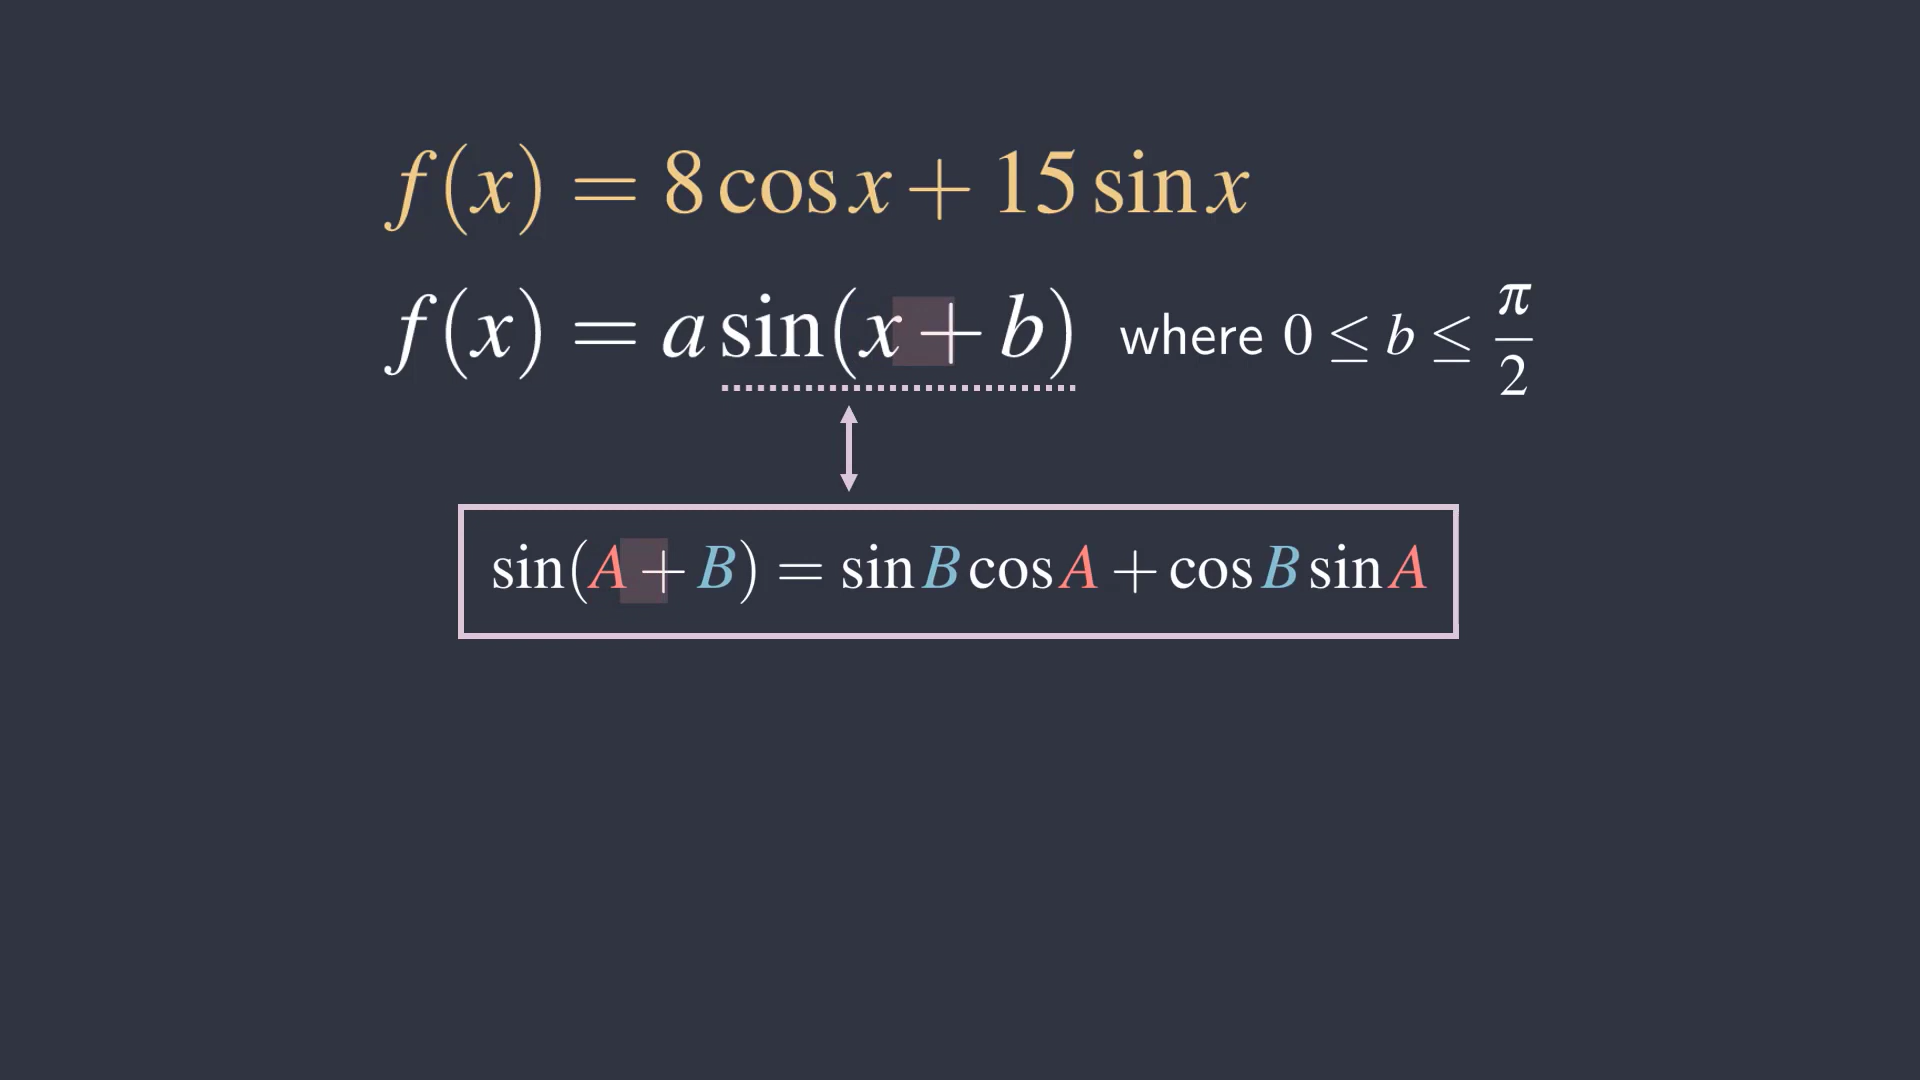 f(x) = 8 cos x + 15 sin x
f(x) = a sin(x + b) where 0 ≤ b ≤ π/2
sin(A + B) = sin B cos A + cos B sin A